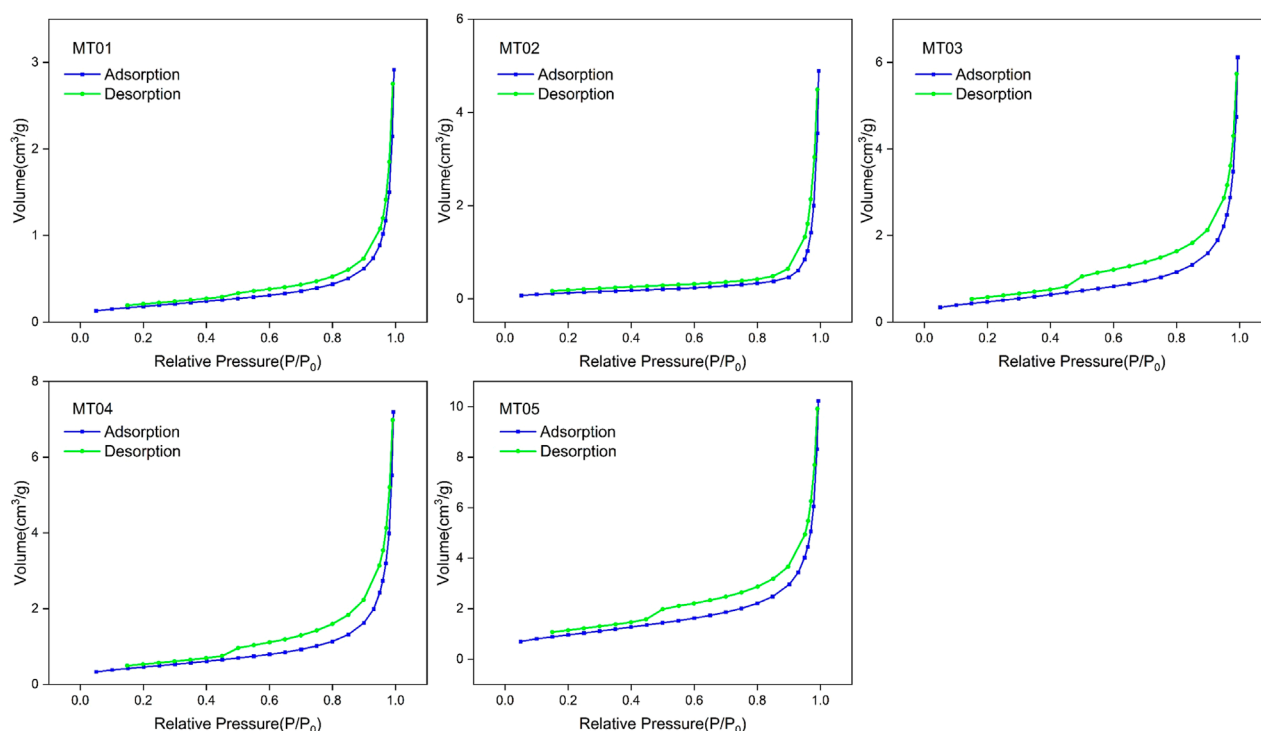 MT01
Adsorption
Desorption
Volume(cm³/g)
3
2
1
0
0.0 0.2 0.4 0.6 0.8 1.0
Relative Pressure(P/P₀)
MT02
Adsorption
Desorption
Volume(cm³/g)
6
4
2
0
0.0 0.2 0.4 0.6 0.8 1.0
Relative Pressure(P/P₀)
MT03
Adsorption
Desorption
Volume(cm³/g)
6
4
2
0
0.0 0.2 0.4 0.6 0.8 1.0
Relative Pressure(P/P₀)
MT04
Adsorption
Desorption
Volume(cm³/g)
8
6
4
2
0
0.0 0.2 0.4 0.6 0.8 1.0
Relative Pressure(P/P₀)
MT05
Adsorption
Desorption
Volume(cm³/g)
10
8
6
4
2
0
0.0 0.2 0.4 0.6 0.8 1.0
Relative Pressure(P/P₀)